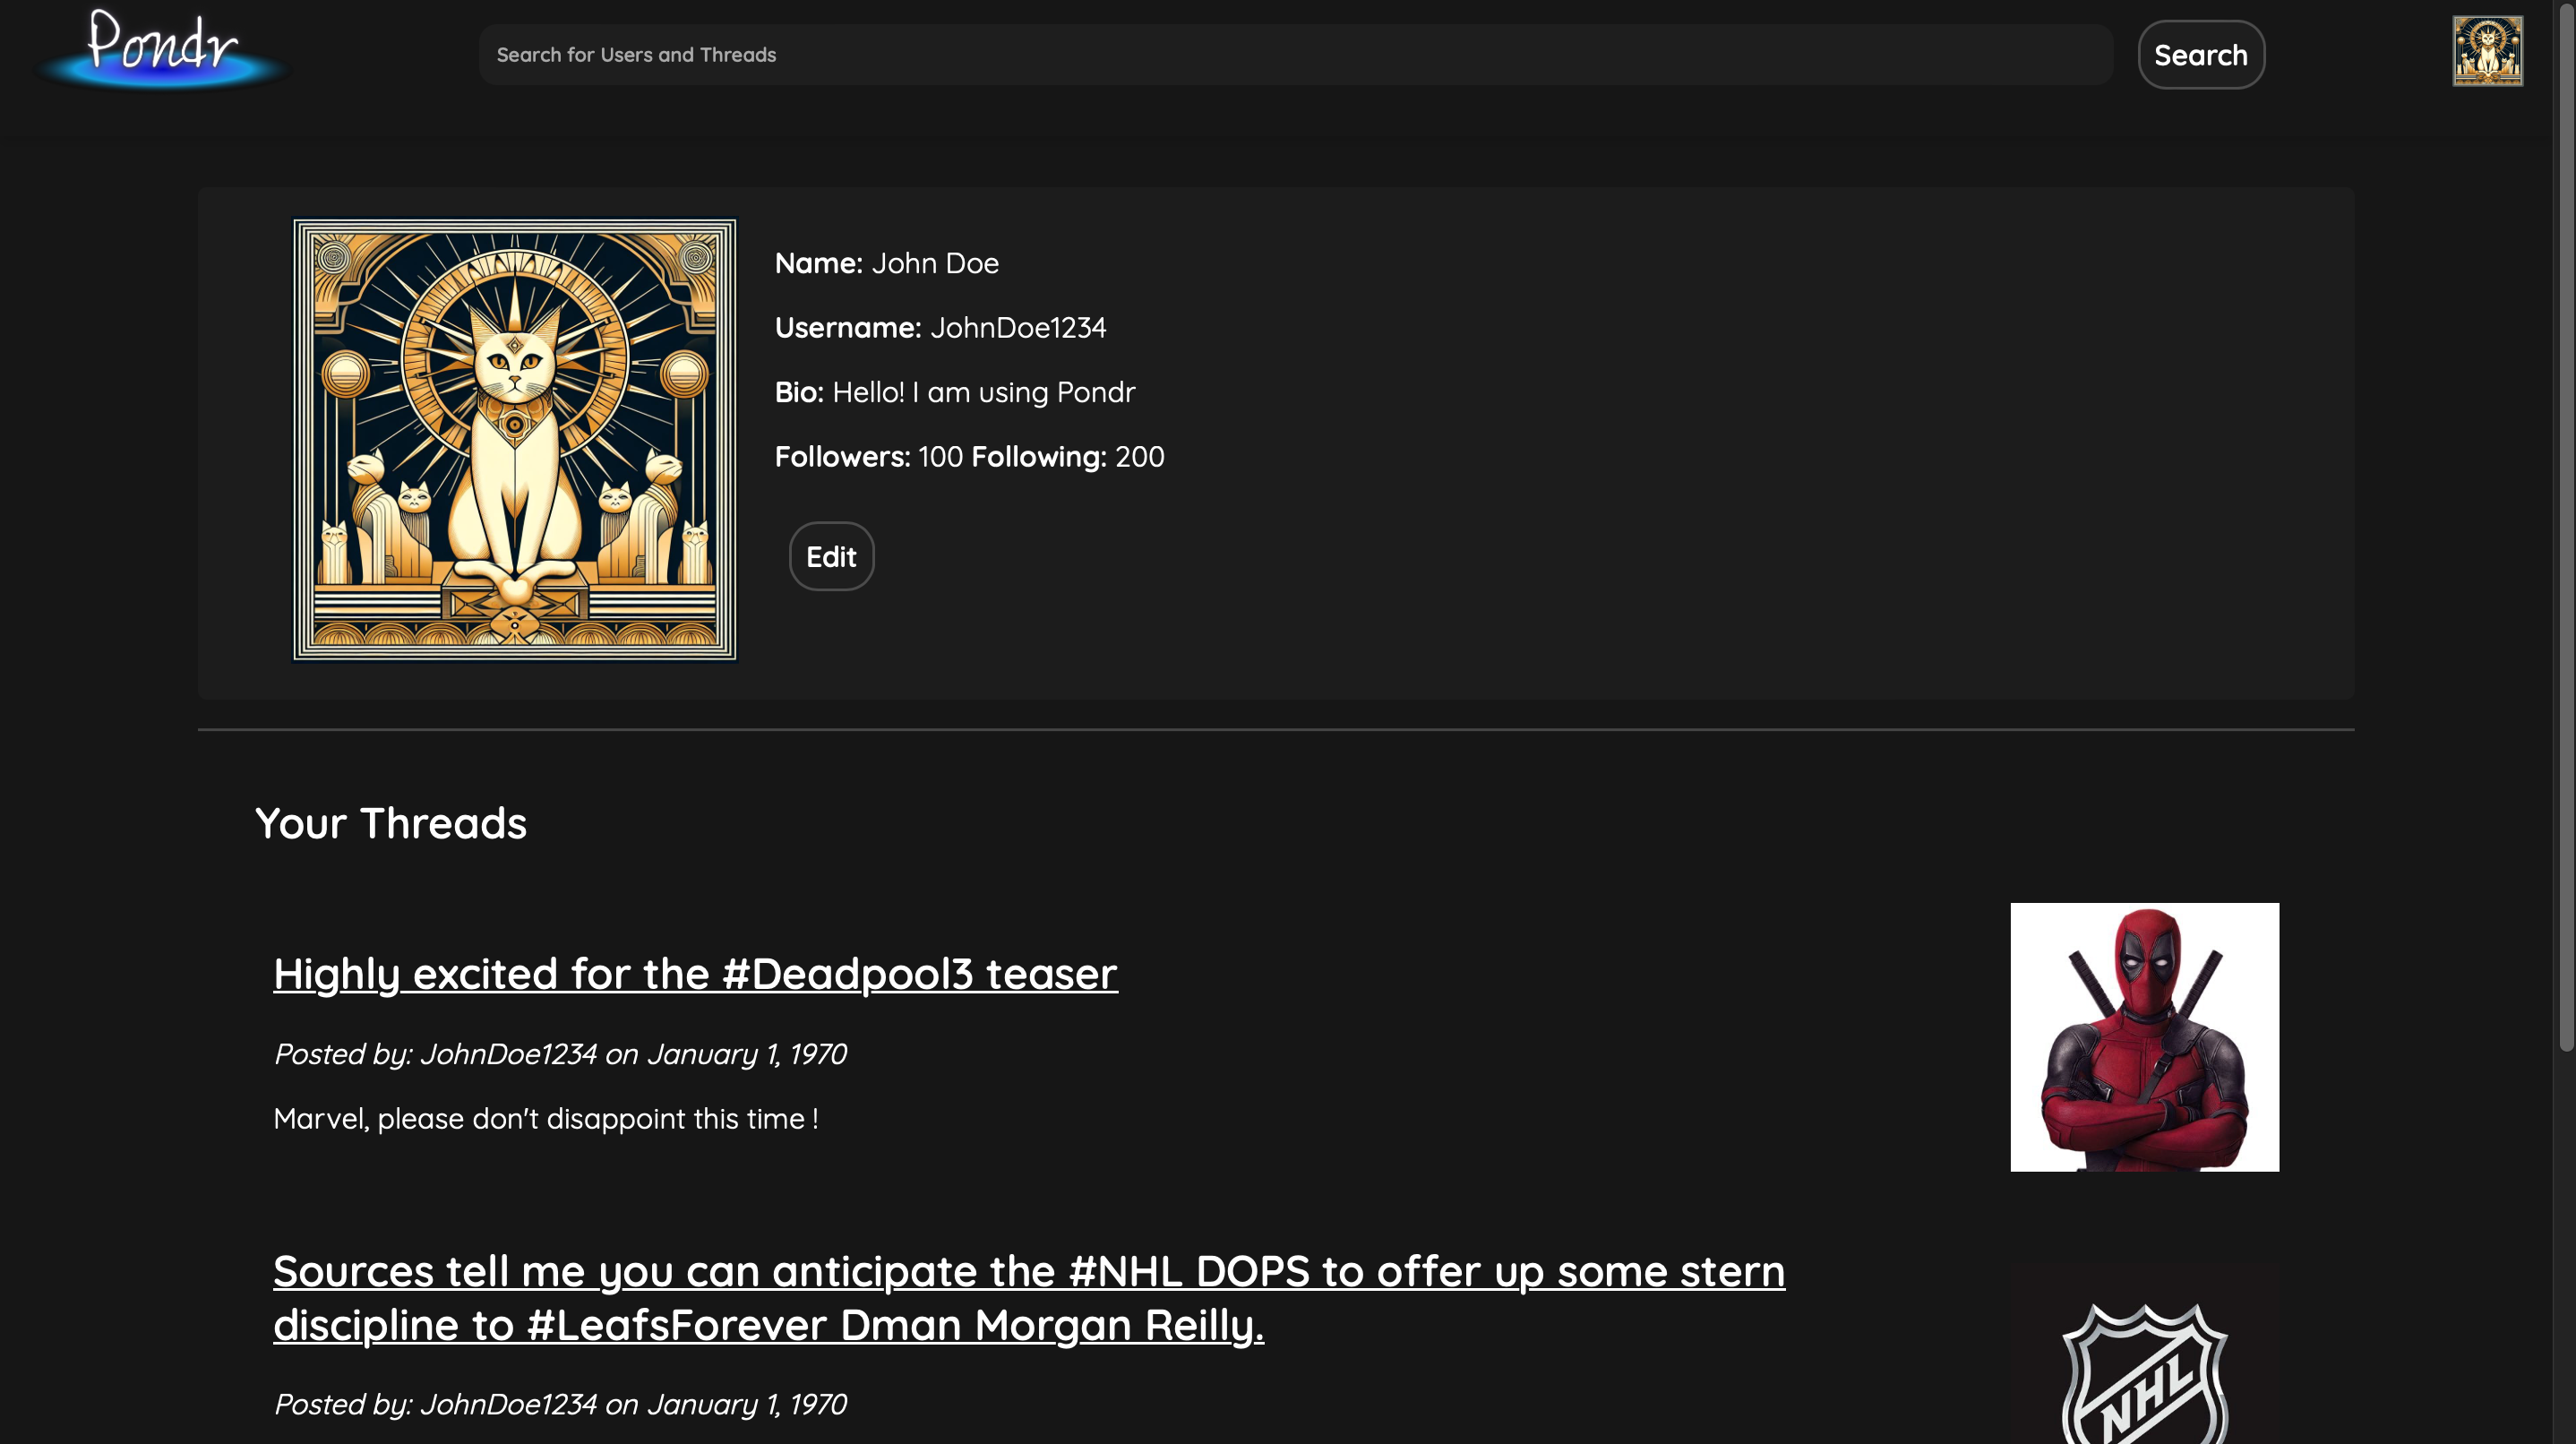 Pondr
Search for Users and Threads
Search
Name: John Doe
Username: JohnDoe1234
Bio: Hello! I am using Pondr
Followers: 100 Following: 200
Edit
Your Threads
Highly excited for the #Deadpool3 teaser
Posted by: JohnDoe1234 on January 1, 1970
Marvel, please don't disappoint this time !
Sources tell me you can anticipate the #NHL DOPS to offer up some stern
discipline to #LeafsForever Dman Morgan Reilly.
Posted by: JohnDoe1234 on January 1, 1970
NHL